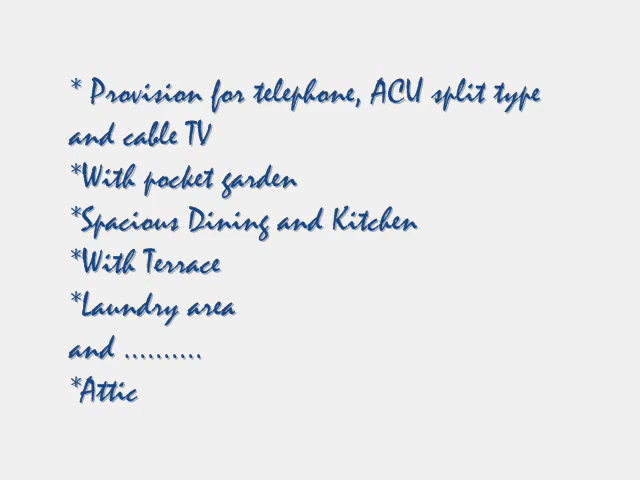 * Provision for telephone, ACU split type
and cable TV
*With pocket garden
*Spacious Dining and Kitchen
*With Terrace
*Laundry area
and ..........
*Attic